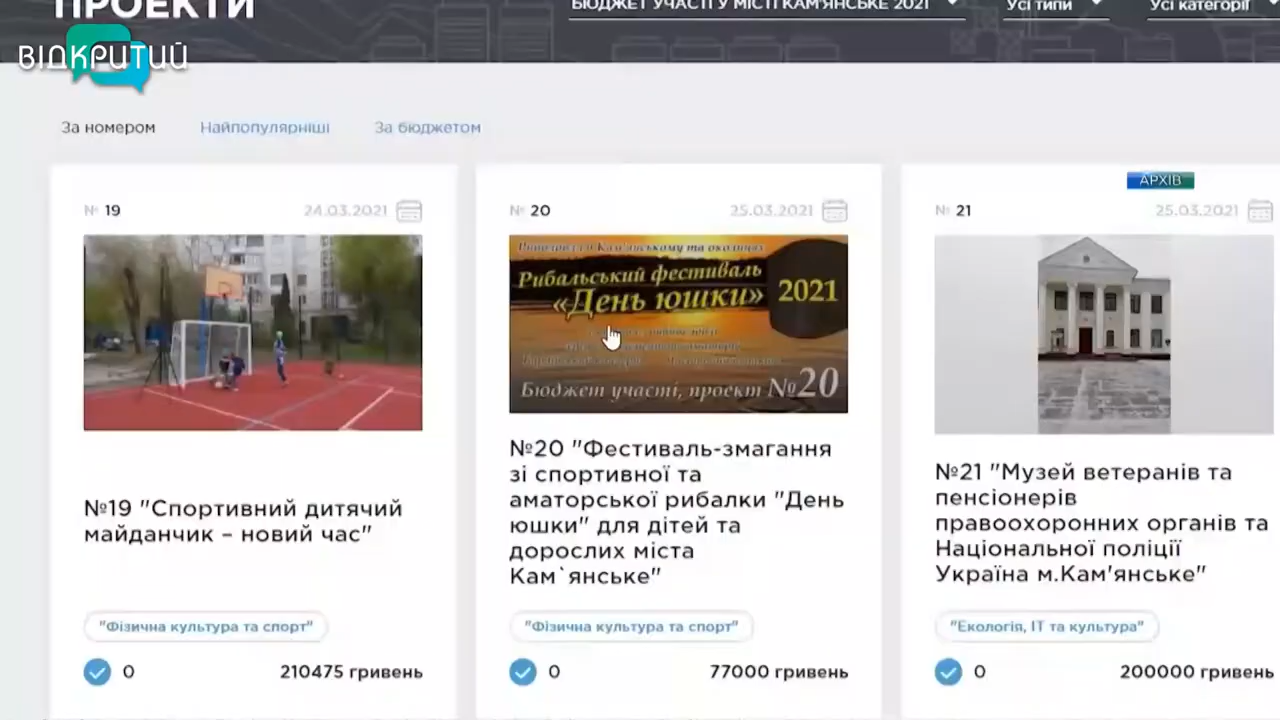 ПРОЕКТИ
БЮДЖЕТ УЧАСТІ У МІСТІ КАМ'ЯНСЬКЕ 2021
Усі типи
Усі категорії
ВІДКРИТИЙ
За номером
Найпопулярніші
За бюджетом
АРХІВ
№ 19
24.03.2021
№19 "Спортивний дитячий
майданчик – новий час"
"Фізична культура та спорт"
0
210475 гривень
№ 20
25.03.2021
Кам'янському та околицях
Рибальський фестиваль
«День юшки» 2021
Бюджет участі, проект №20
№20 "Фестиваль-змагання
зі спортивної та
аматорської рибалки "День
юшки" для дітей та
дорослих міста
Кам`янське"
"Фізична культура та спорт"
0
77000 гривень
№ 21
25.03.2021
№21 "Музей ветеранів та
пенсіонерів
правоохоронних органів та
Національної поліції
Україна м.Кам'янське"
"Екологія, ІТ та культура"
0
200000 гривень